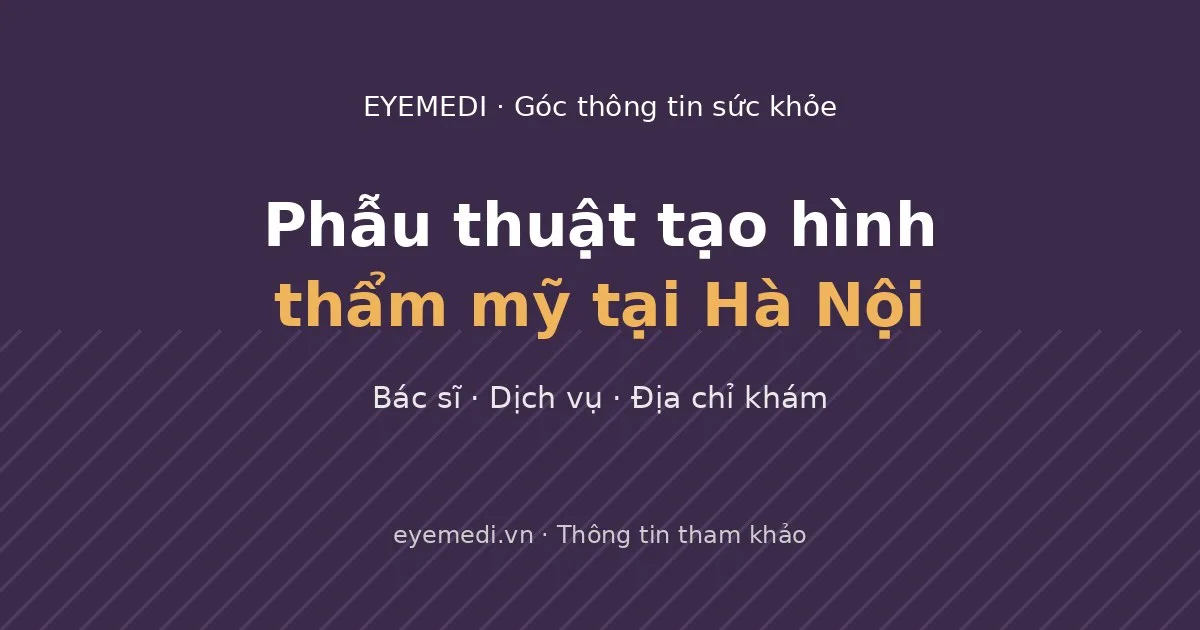 EYEMEDI · Góc thông tin sức khỏe
Phẫu thuật tạo hình
thẩm mỹ tại Hà Nội
Bác sĩ · Dịch vụ · Địa chỉ khám
eyemedi.vn · Thông tin tham khảo